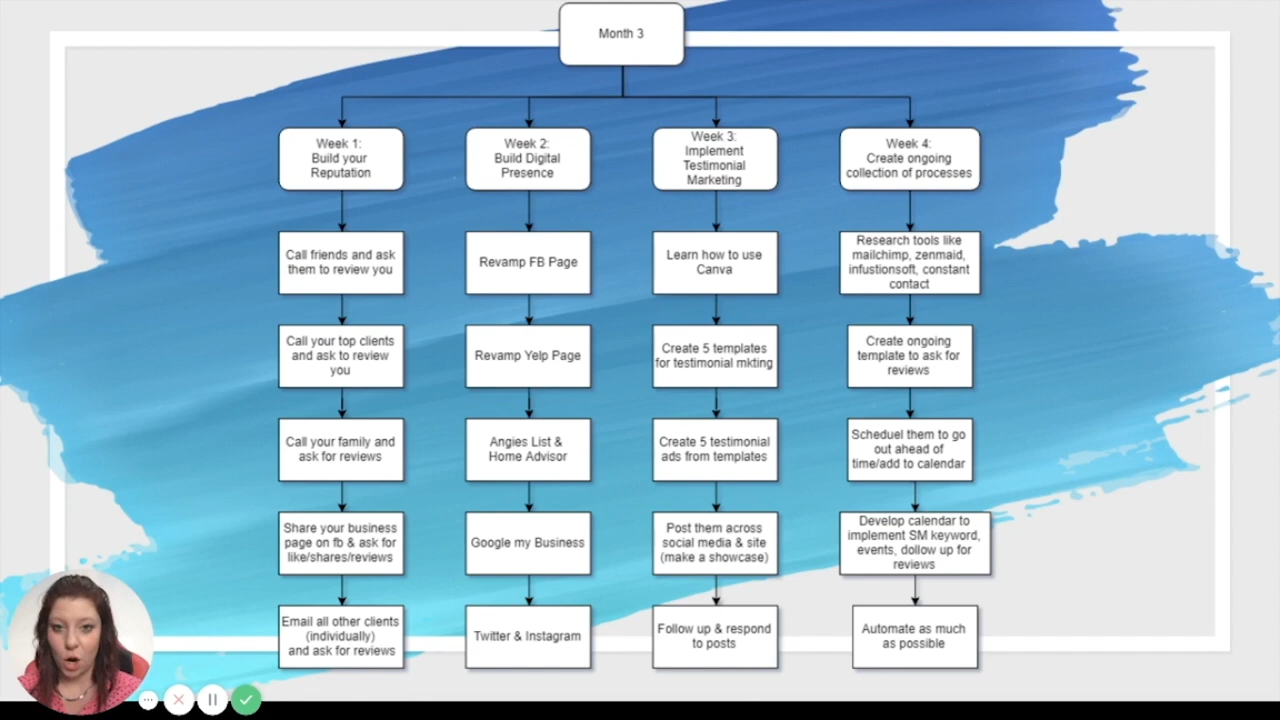 Month 3
Week 1:
Build your
Reputation
Week 2:
Build Digital
Presence
Week 3:
Implement
Testimonial
Marketing
Week 4:
Create ongoing
collection of processes
Call friends and ask
them to review you
Revamp FB Page
Learn how to use
Canva
Research tools like
mailchimp, zenmaid,
infustionsoft, constant
contact
Call your top clients
and ask to review
you
Revamp Yelp Page
Create 5 templates
for testimonial mkting
Create ongoing
template to ask for
reviews
Call your family and
ask for reviews
Angies List &
Home Advisor
Create 5 testimonial
ads from templates
Scheduel them to go
out ahead of
time/add to calendar
Share your business
page on fb & ask for
like/shares/reviews
Google my Business
Post them across
social media & site
(make a showcase)
Develop calendar to
implement SM keyword,
events, dollow up for
reviews
Email all other clients
(individually)
and ask for reviews
Twitter & Instagram
Follow up & respond
to posts
Automate as much
as possible